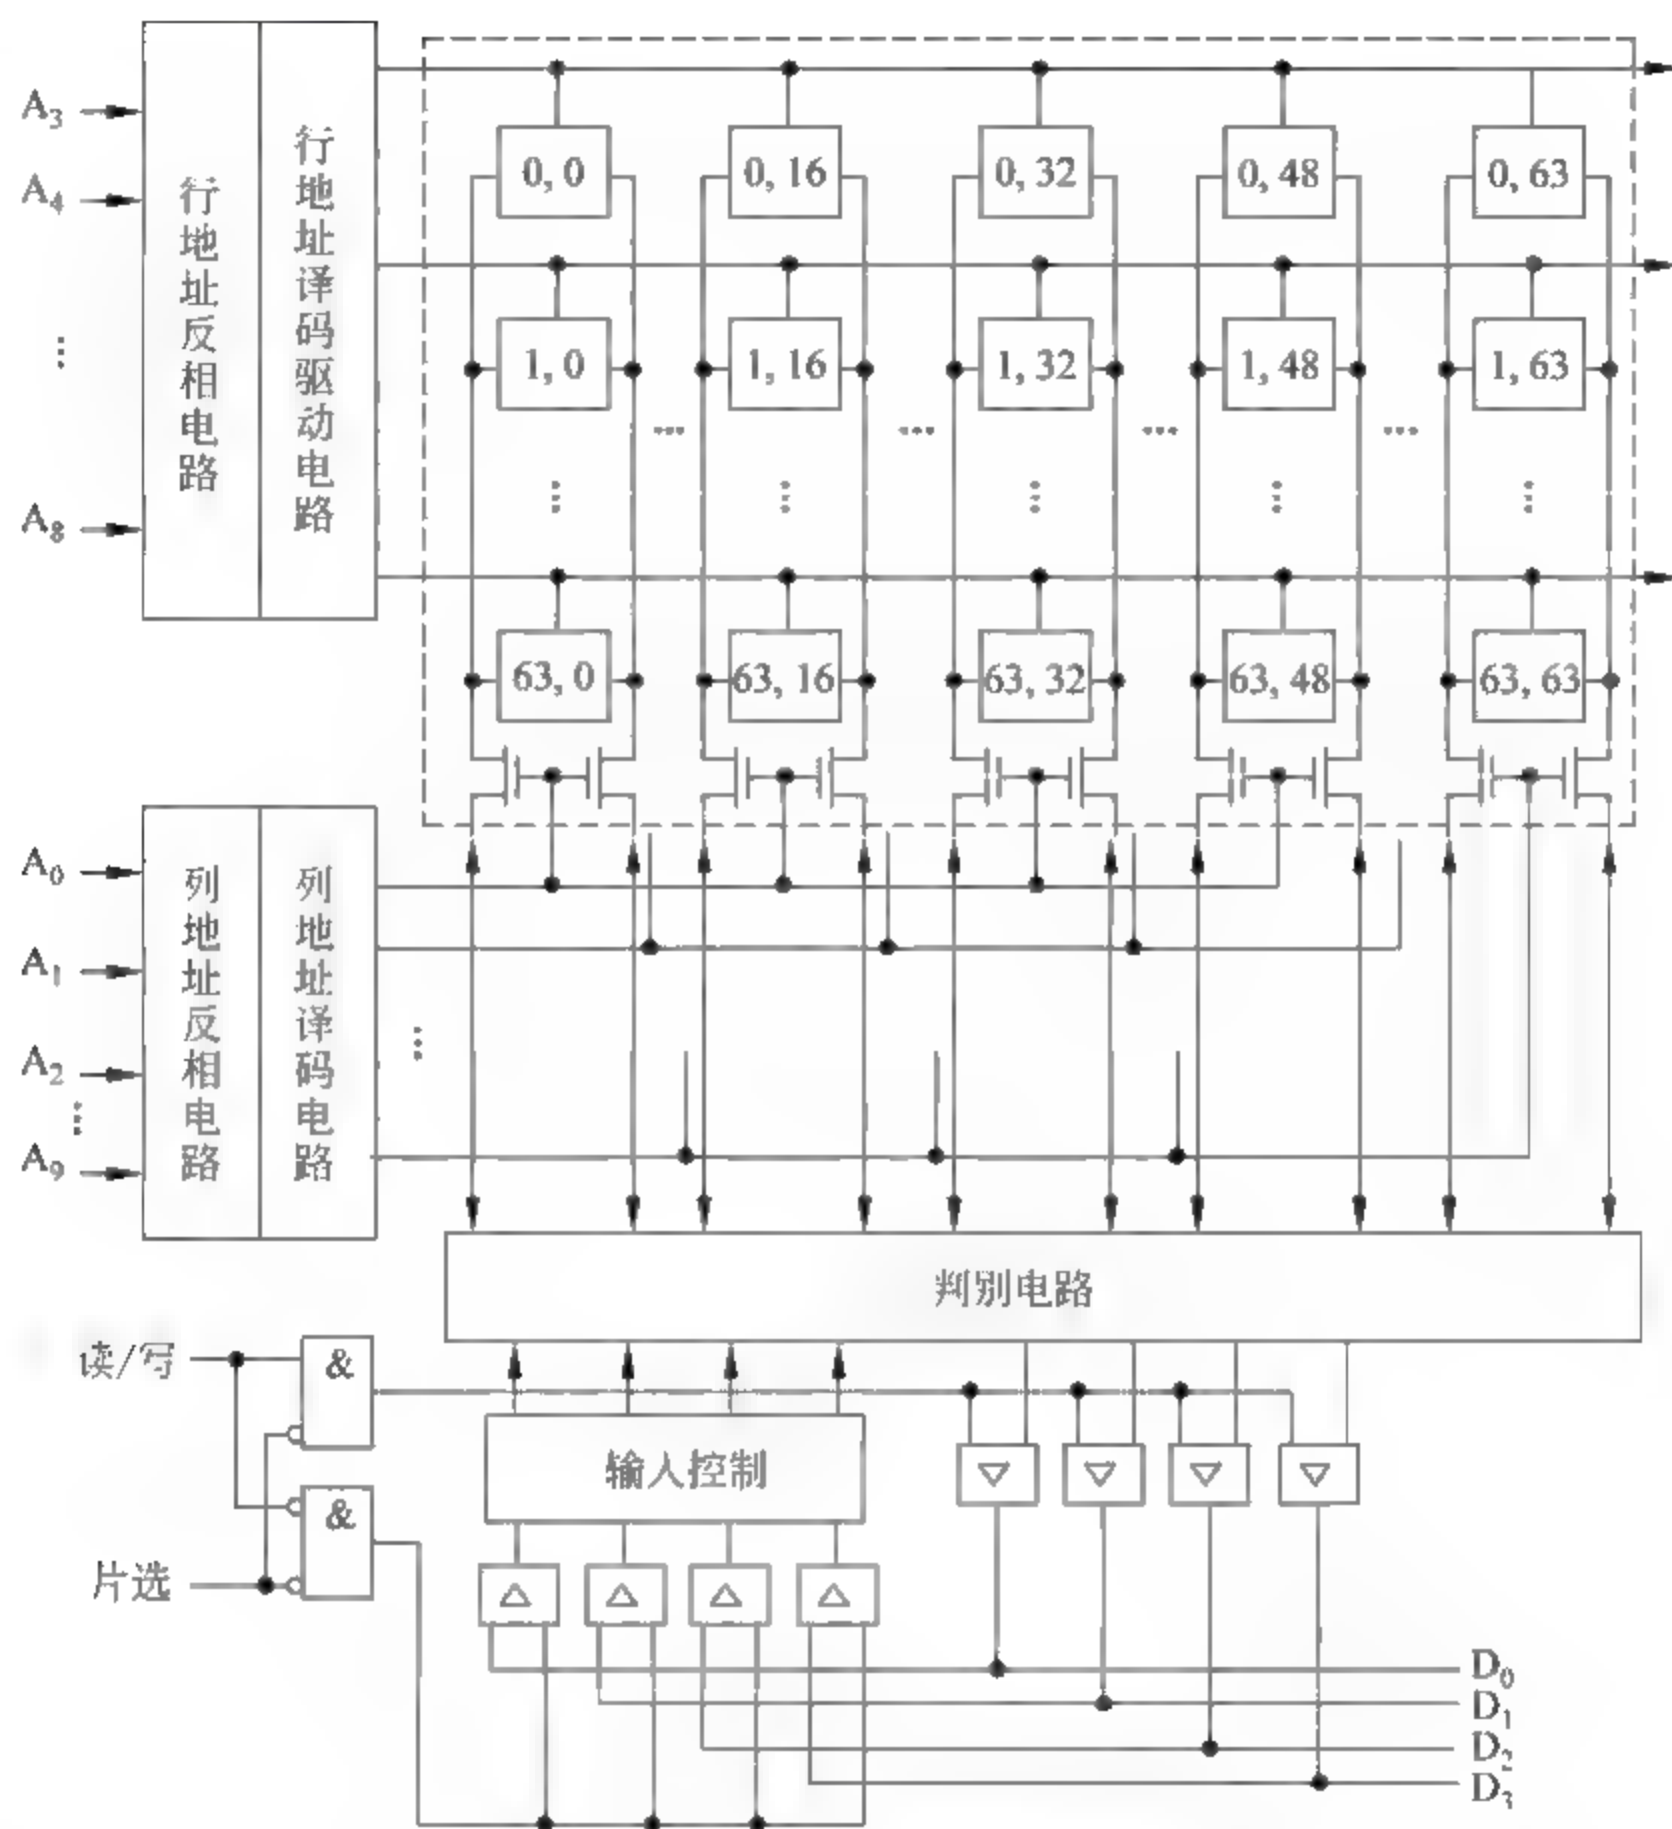 A3
A4
⋮
A8
行地址反相电路
行地址译码驱动电路
0, 0
0, 16
0, 32
0, 48
0, 63
1, 0
1, 16
1, 32
1, 48
1, 63
… … … …
⋮ ⋮ ⋮ ⋮ ⋮
63, 0
63, 16
63, 32
63, 48
63, 63
A0
A1
A2
⋮
A9
列地址反相电路
列地址译码电路
⋮
判别电路
读/写
&
输入控制
▽ ▽ ▽ ▽
&
片选
△ △ △ △
D0
D1
D2
D3